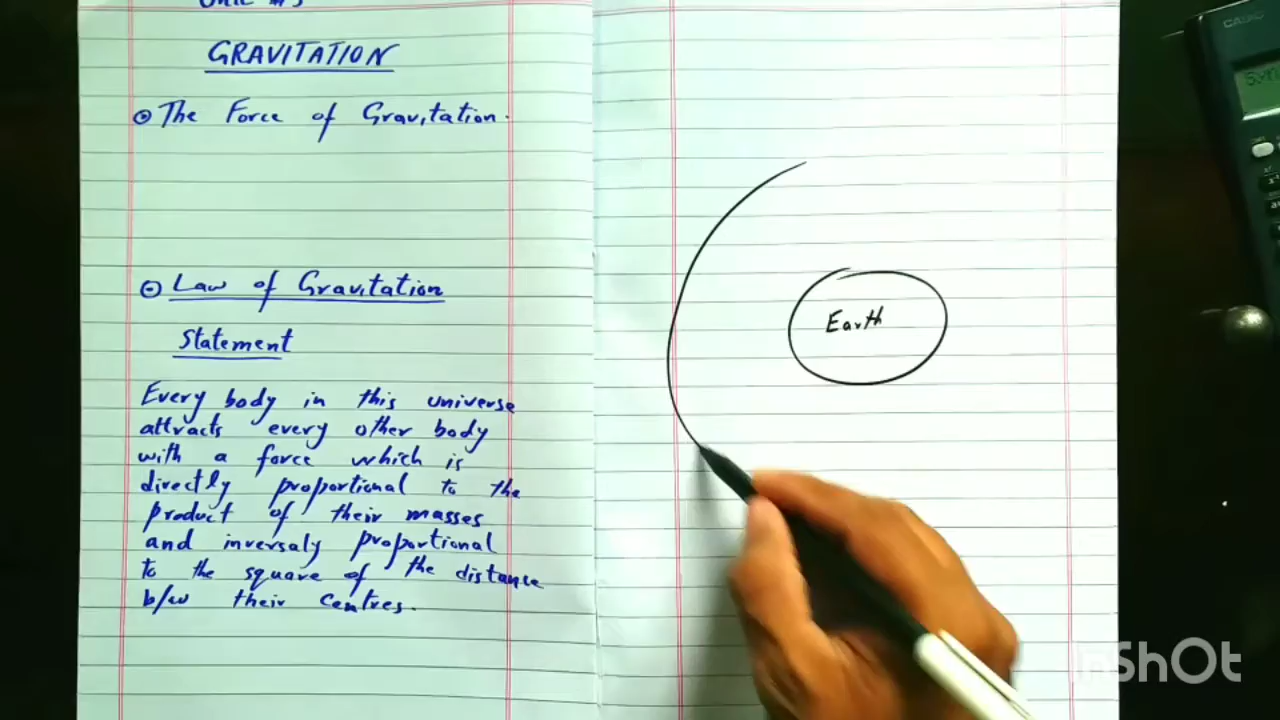 GRAVITATION
The Force of Gravitation.
Law of Gravitation
Statement
Every body in this universe
attracts every other body
with a force which is
directly proportional to the
product of their masses
and inversaly proportional
to the square of the distance
b/w their centres.
Earth
CASIO
InShOt